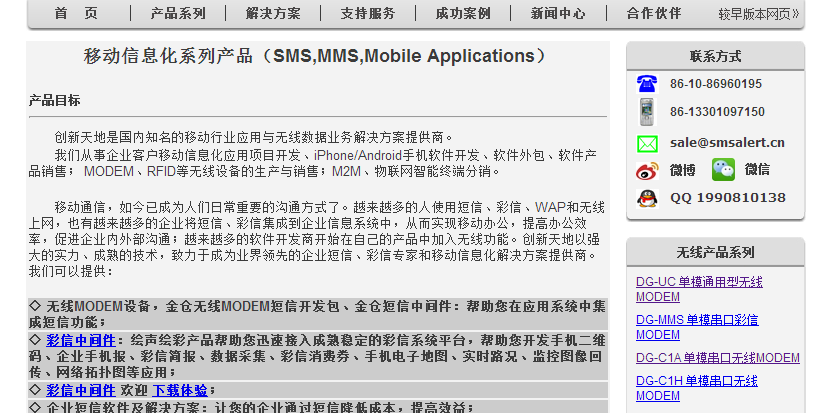 首 页 产品系列 解决方案 支持服务 成功案例 新闻中心 合作伙伴 较早版本网页》
移动信息化系列产品（SMS,MMS,Mobile Applications）
产品目标
创新天地是国内知名的移动行业应用与无线数据业务解决方案提供商。
我们从事企业客户移动信息化应用项目开发、iPhone/Android手机软件开发、软件外包、软件产
品销售； MODEM、RFID等无线设备的生产与销售；M2M、物联网智能终端分销。
移动通信，如今已成为人们日常重要的沟通方式了。越来越多的人使用短信、彩信、WAP和无线
上网，也有越来越多的企业将短信、彩信集成到企业信息系统中，从而实现移动办公，提高办公效
率，促进企业内外部沟通；越来越多的软件开发商开始在自己的产品中加入无线功能。创新天地以强
大的实力、成熟的技术，致力于成为业界领先的企业短信、彩信专家和移动信息化解决方案提供商。
我们可以提供：
◇ 无线MODEM设备，金仓无线MODEM短信开发包、金仓短信中间件：帮助您在应用系统中集
成短信功能；
◇ 彩信中间件：绘声绘彩产品帮助您迅速接入成熟稳定的彩信系统平台，帮助您开发手机二维
码、企业手机报、彩信简报、数据采集、彩信消费券、手机电子地图、实时路况、监控图像回
传、网络拓扑图等应用；
◇ 彩信中间件 欢迎 下载体验；
◇ 企业短信软件及解决方案：让您的企业通过短信降低成本，提高效益；
联系方式
86-10-86960195
86-13301097150
sale@smsalert.cn
微博 微信
QQ 1990810138
无线产品系列
DG-UC 单模通用型无线
MODEM
DG-MMS 单模串口彩信
MODEM
DG-C1A 单模串口无线MODEM
DG-C1H 单模串口无线
MODEM